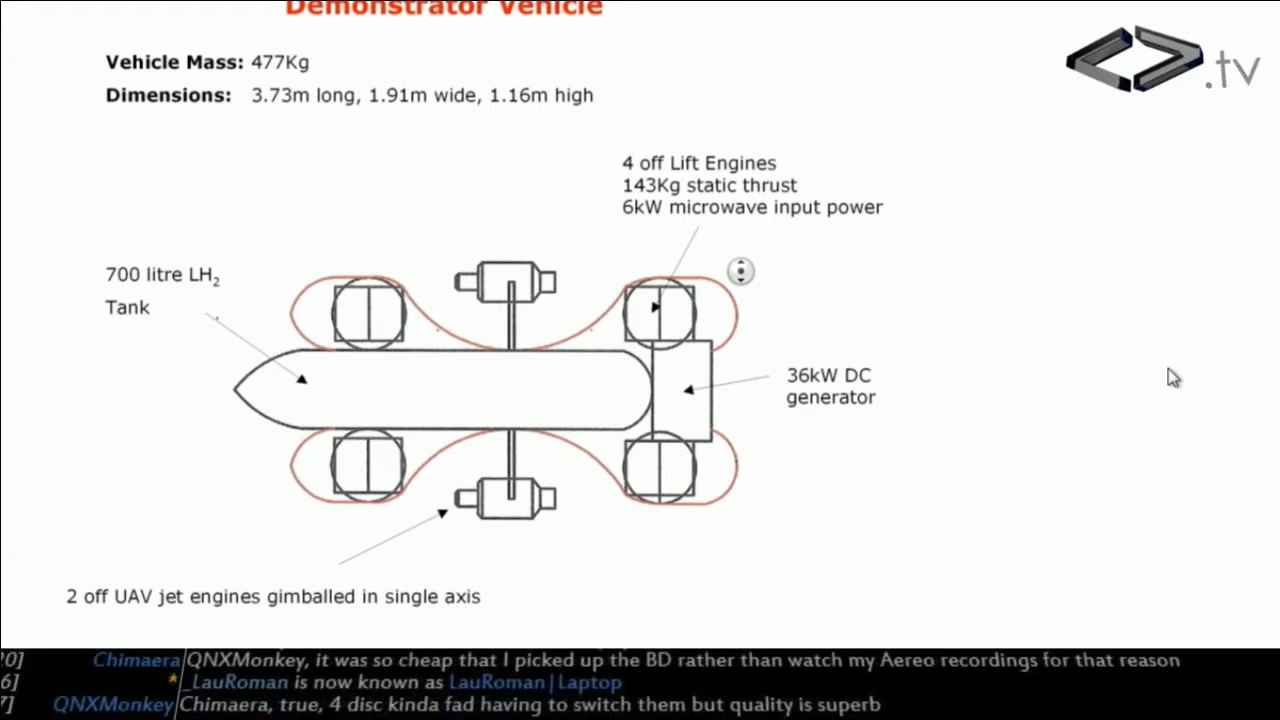 Demonstrator Vehicle
Vehicle Mass: 477Kg
Dimensions: 3.73m long, 1.91m wide, 1.16m high
.tv
4 off Lift Engines
143Kg static thrust
6kW microwave input power
700 litre LH₂
Tank
36kW DC
generator
2 off UAV jet engines gimballed in single axis
20] Chimaera QNXMonkey, it was so cheap that I picked up the BD rather than watch my Aereo recordings for that reason
6] * _LauRoman is now known as LauRoman|Laptop
7] QNXMonkey Chimaera, true, 4 disc kinda fad having to switch them but quality is superb